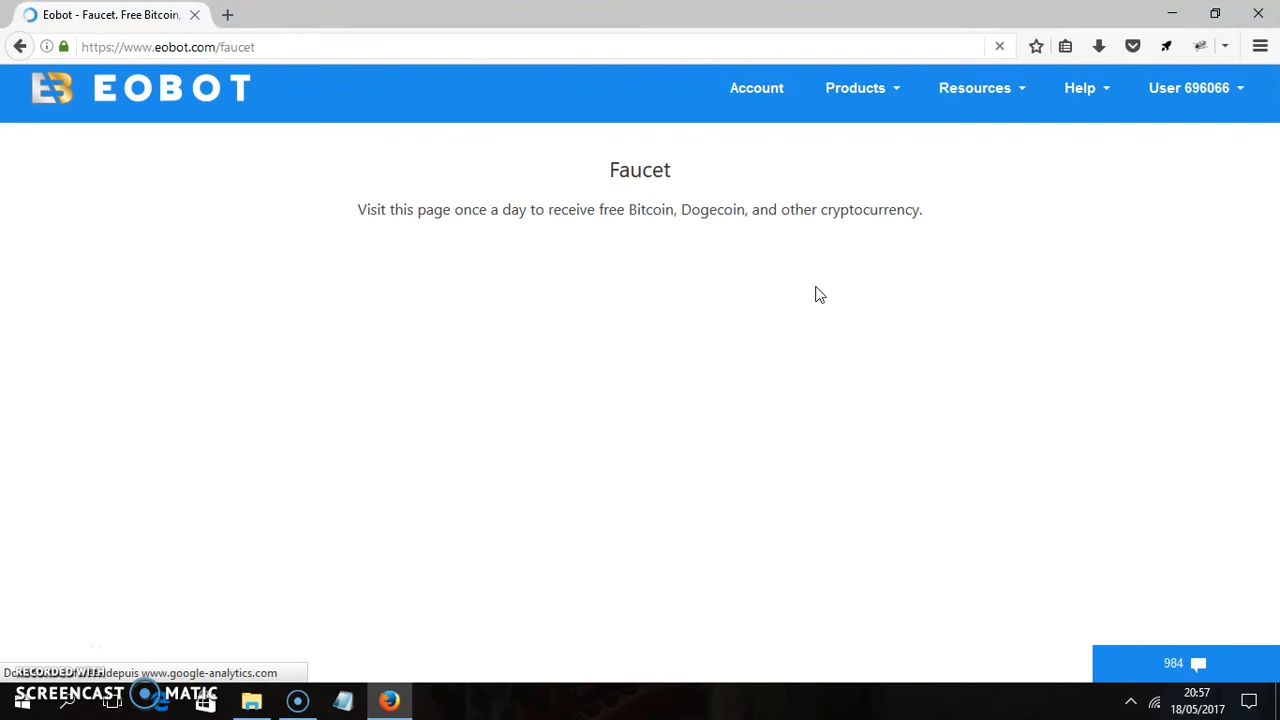 Eobot - Faucet. Free Bitcoin,
https://www.eobot.com/faucet
EOBOT
Account Products Resources Help User 696066
Faucet
Visit this page once a day to receive free Bitcoin, Dogecoin, and other cryptocurrency.
984
depuis www.google-analytics.com
RECORDED WITH
SCREENCAST MATIC
20:57
18/05/2017